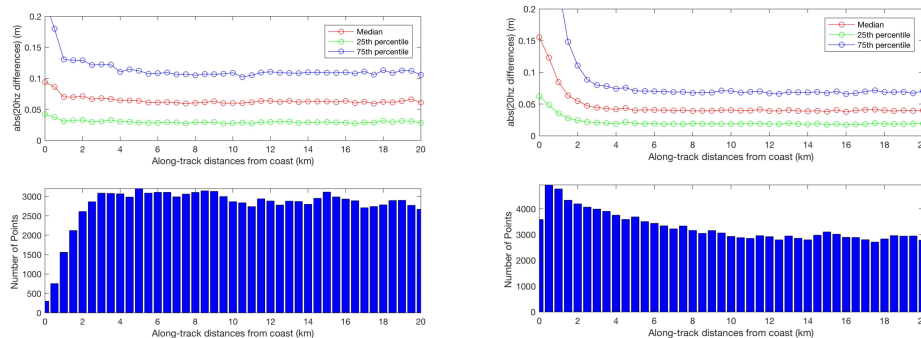 0.2
0.15
0.1
0.05
0
abs(20hz differences) (m)
Median
25th percentile
75th percentile
0 2 4 6 8 10 12 14 16 18 20
Along-track distances from coast (km)
3000
2500
2000
1500
1000
500
0
Number of Points
0 2 4 6 8 10 12 14 16 18 20
Along-track distances from coast (km)
0.2
0.15
0.1
0.05
0
abs(20hz differences) (m)
Median
25th percentile
75th percentile
0 2 4 6 8 10 12 14 16 18 2
Along-track distances from coast (km)
4000
3000
2000
1000
0
Number of Points
0 2 4 6 8 10 12 14 16 18 20
Along-track distances from coast (km)